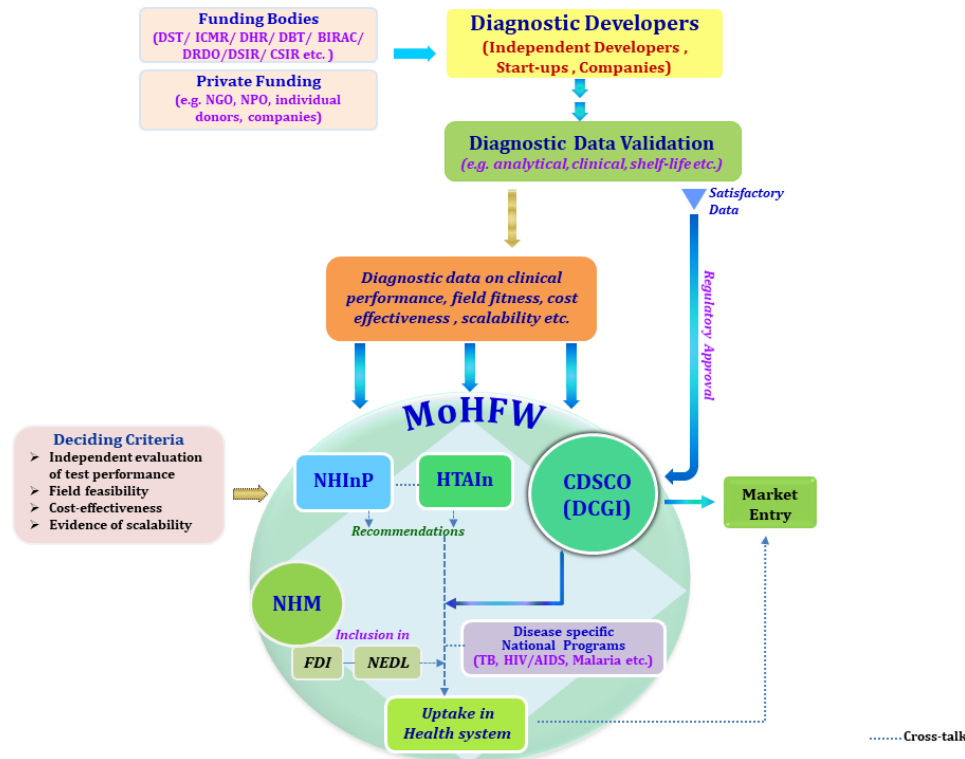 Funding Bodies
(DST/ ICMR/ DHR/ DBT/ BIRAC/
DRDO/DSIR/ CSIR etc. )
Private Funding
(e.g. NGO, NPO, individual
donors, companies)
Diagnostic Developers
(Independent Developers ,
Start-ups , Companies)
Diagnostic Data Validation
(e.g. analytical, clinical, shelf-life etc.)
Satisfactory
Data
Regulatory Approval
Diagnostic data on clinical
performance, field fitness, cost
effectiveness , scalability etc.
MoHFW
Deciding Criteria
➢ Independent evaluation
of test performance
➢ Field feasibility
➢ Cost-effectiveness
➢ Evidence of scalability
NHInP
HTAIn
CDSCO
(DCGI)
Market
Entry
Recommendations
NHM
Inclusion in
FDI
NEDL
Disease specific
National Programs
(TB, HIV/AIDS, Malaria etc.)
Uptake in
Health system
Cross-talk